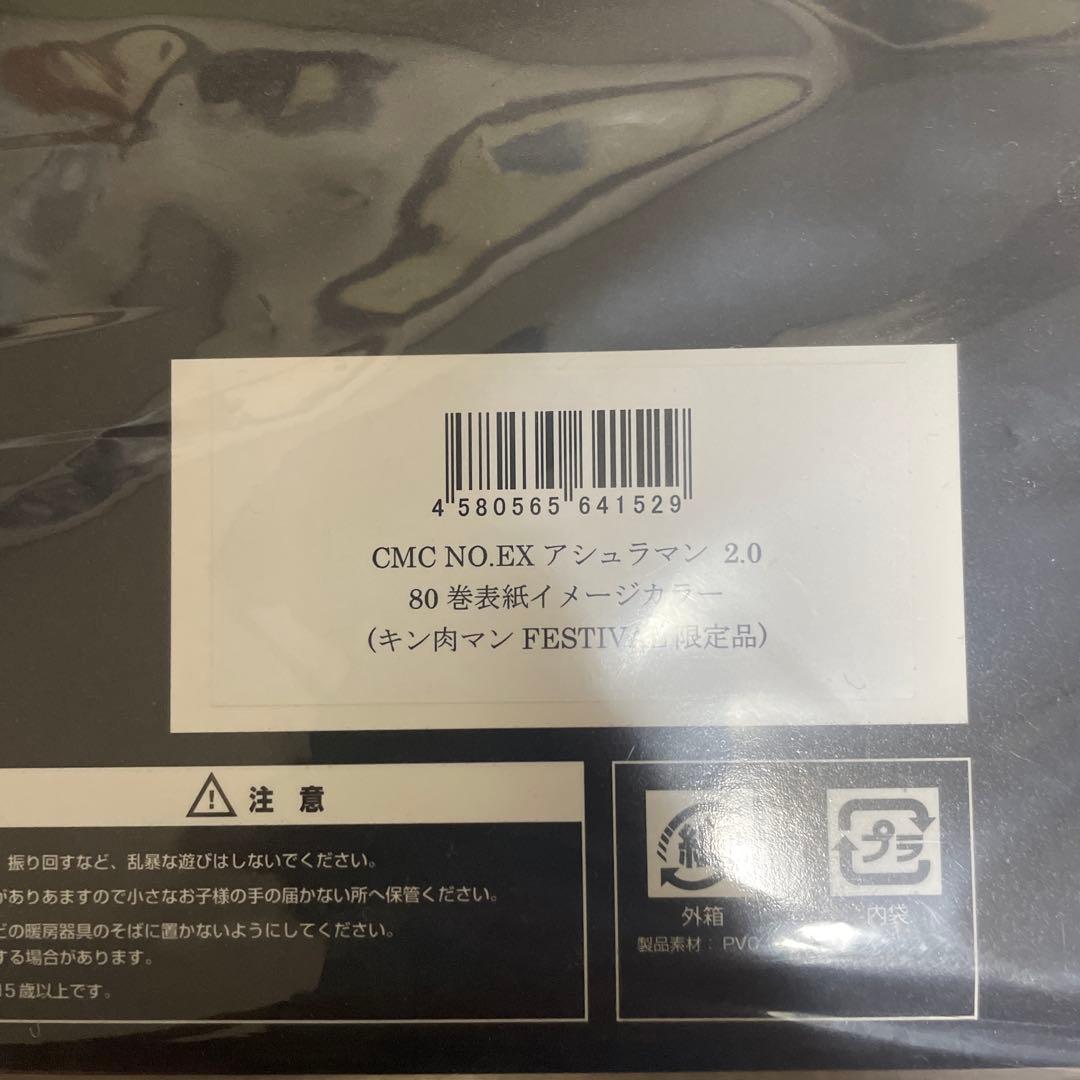 4 580565 641529
CMC NO.EX アシュラマン 2.0
80 巻表紙イメージカラー
(キン肉マン FESTIVAL 限定品)
注 意
振り回すなど、乱暴な遊びはしないでください。
がありあますので小さなお子様の手の届かない所へ保管ください。
どの暖房器具のそばに置かないようにしてください。
する場合があります。
15歳以上です。
紙
プラ
外箱
内袋
製品素材: PVC